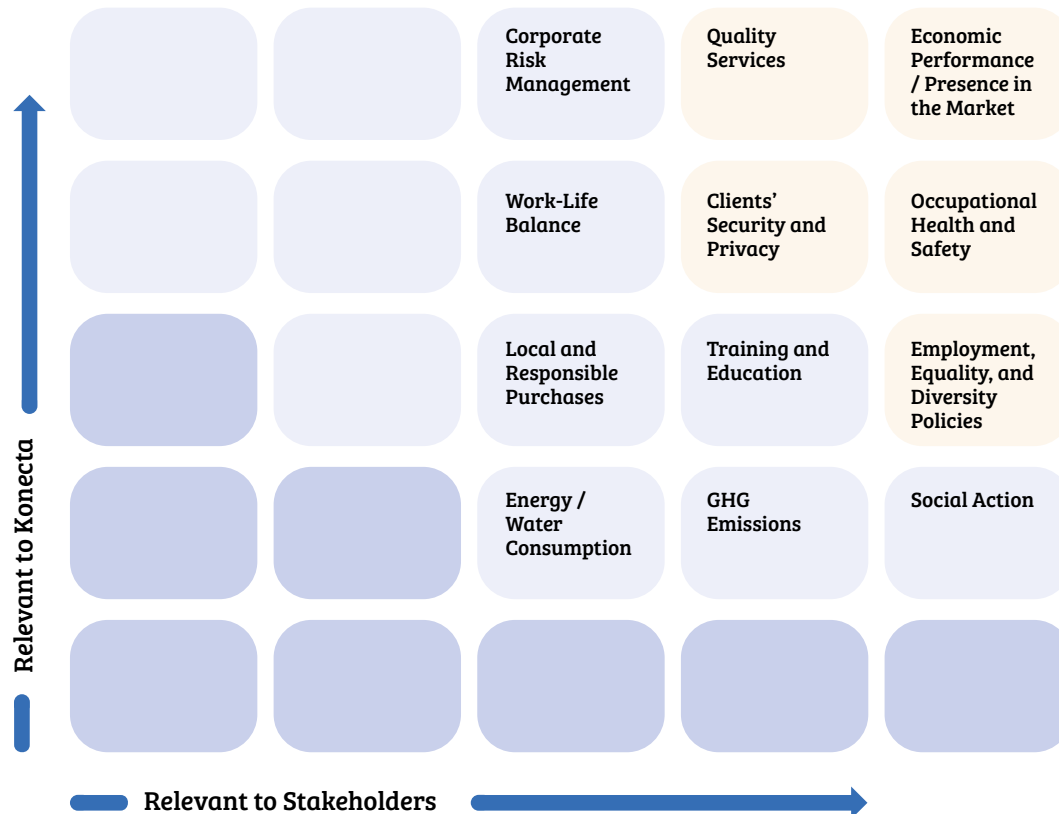 Corporate
Risk
Management
Quality
Services
Economic
Performance
/ Presence in
the Market
Work-Life
Balance
Clients’
Security and
Privacy
Occupational
Health and
Safety
Local and
Responsible
Purchases
Training and
Education
Employment,
Equality, and
Diversity
Policies
Energy /
Water
Consumption
GHG
Emissions
Social Action
Relevant to Konecta
Relevant to Stakeholders